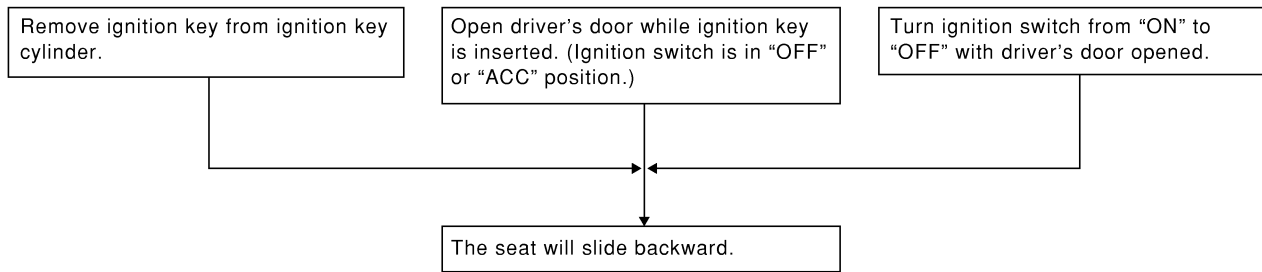 Remove ignition key from ignition key
cylinder.
Open driver’s door while ignition key
is inserted. (Ignition switch is in “OFF”
or “ACC” position.)
Turn ignition switch from “ON” to
“OFF” with driver’s door opened.
The seat will slide backward.